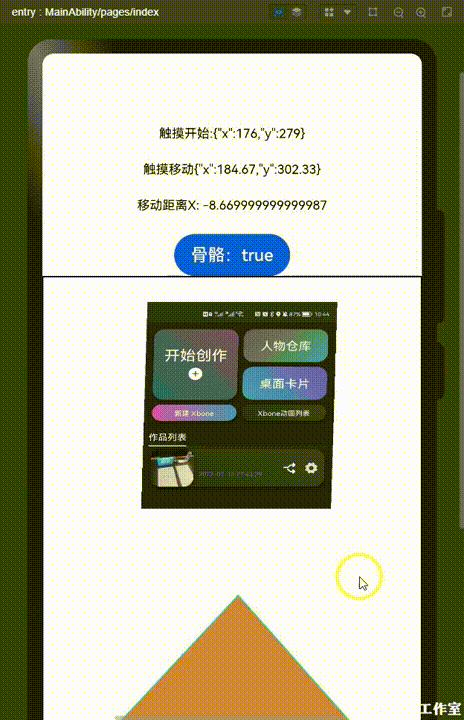 entry : MainAbility/pages/index
触摸开始:{"x":176,"y":279}
触摸移动{"x":184.67,"y":302.33}
移动距离X: -8.669999999999987
骨骼：true
87% 10:44
开始创作
人物仓库
桌面卡片
新建 Xbone
Xbone动画列表
作品列表
工作室